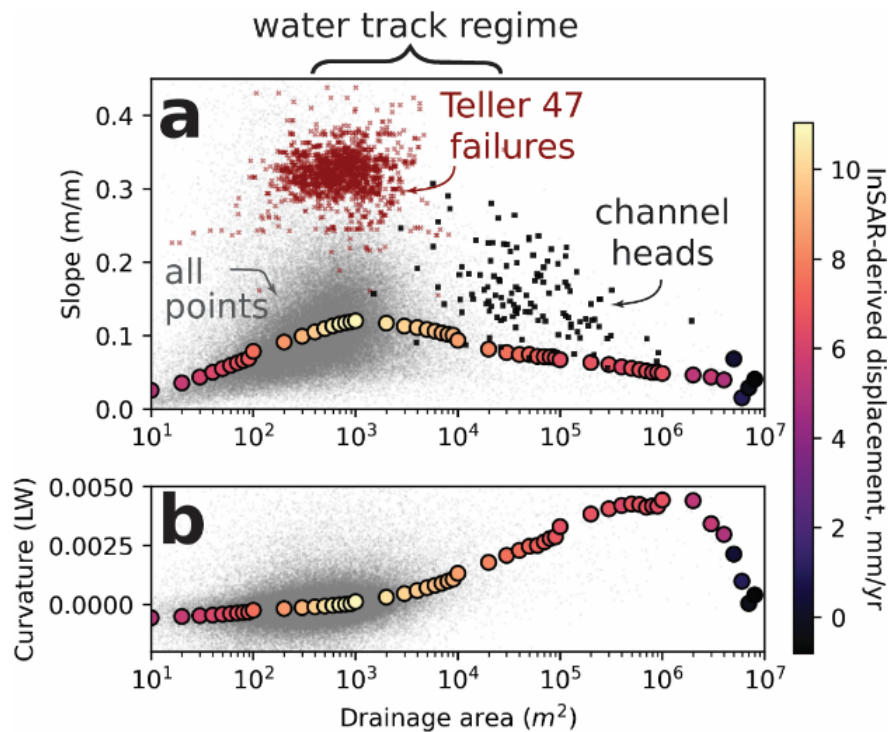 water track regime
a
Teller 47
failures
channel
heads
all
points
Slope (m/m)
0.4
0.3
0.2
0.1
0.0
10¹ 10² 10³ 10⁴ 10⁵ 10⁶ 10⁷
b
Curvature (LW)
0.0050
0.0025
0.0000
10¹ 10² 10³ 10⁴ 10⁵ 10⁶ 10⁷
Drainage area (m²)
10
8
6
4
2
0
InSAR-derived displacement, mm/yr